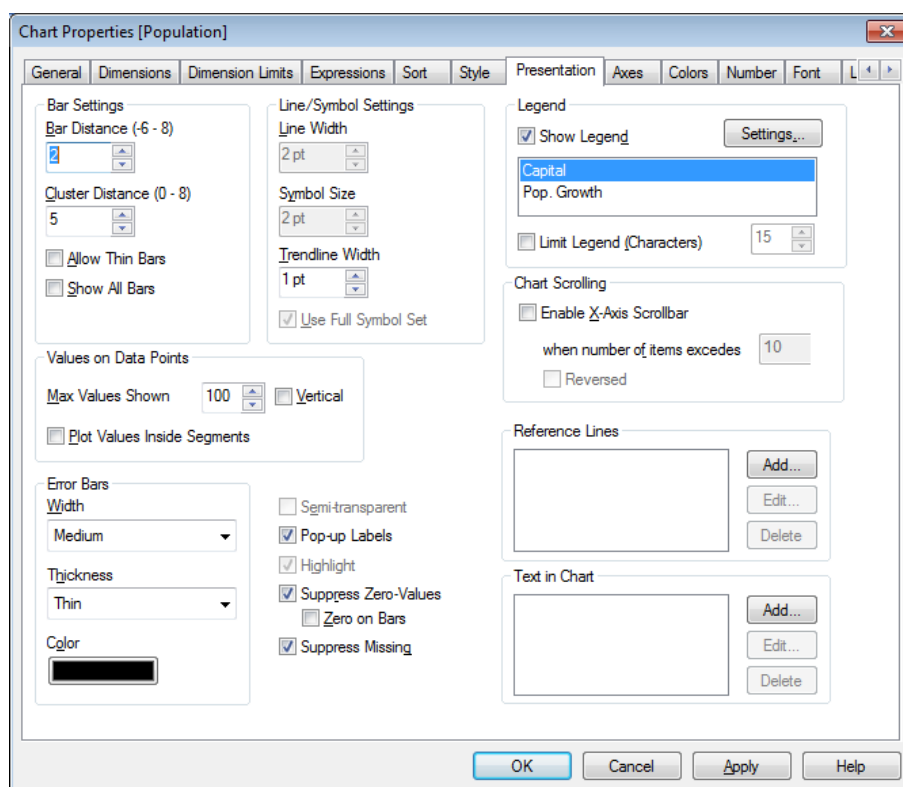 Chart Properties [Population]
General Dimensions Dimension Limits Expressions Sort Style Presentation Axes Colors Number Font L
Bar Settings
Bar Distance (-6 - 8)
2
Cluster Distance (0 - 8)
5
Allow Thin Bars
Show All Bars
Line/Symbol Settings
Line Width
2 pt
Symbol Size
2 pt
Trendline Width
1 pt
Use Full Symbol Set
Legend
Show Legend Settings...
Capital
Pop. Growth
Limit Legend (Characters) 15
Chart Scrolling
Enable X-Axis Scrollbar
when number of items excedes 10
Reversed
Values on Data Points
Max Values Shown 100 Vertical
Plot Values Inside Segments
Reference Lines
Add...
Edit...
Delete
Error Bars
Width
Medium
Thickness
Thin
Color
Semi-transparent
Pop-up Labels
Highlight
Suppress Zero-Values
Zero on Bars
Suppress Missing
Text in Chart
Add...
Edit...
Delete
OK Cancel Apply Help